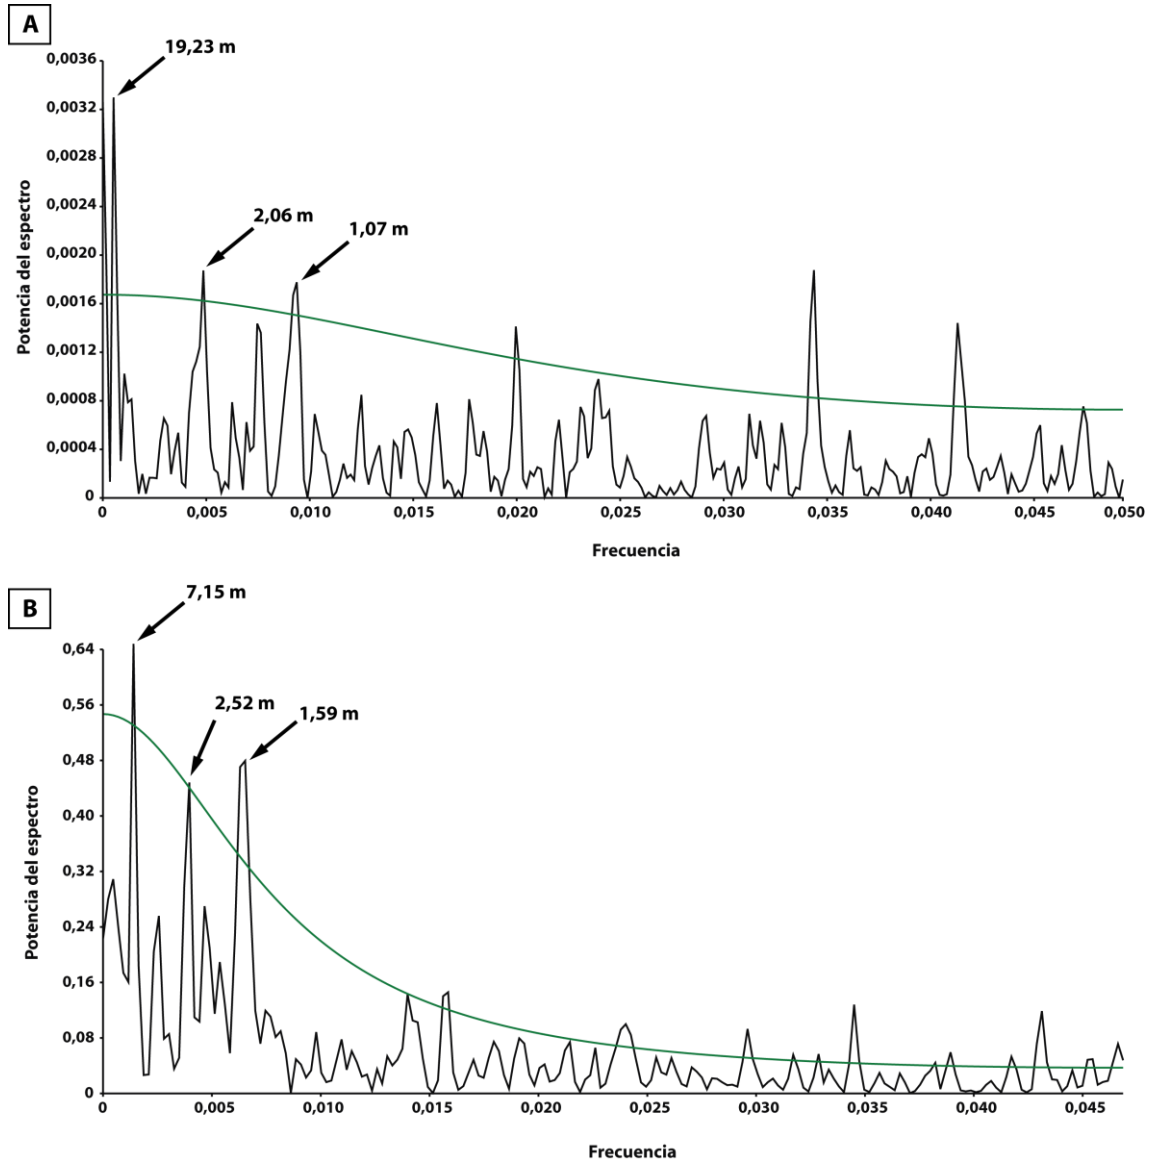 A
19,23 m
0,0036
0,0032
0,0028
0,0024
0,0020
0,0016
0,0012
0,0008
0,0004
0
2,06 m
1,07 m
Potencia del espectro
0 0,005 0,010 0,015 0,020 0,025 0,030 0,035 0,040 0,045 0,050
Frecuencia
B
7,15 m
0,64
0,56
0,48
0,40
0,32
0,24
0,16
0,08
0
2,52 m
1,59 m
Potencia del espectro
0 0,005 0,010 0,015 0,020 0,025 0,030 0,035 0,040 0,045
Frecuencia